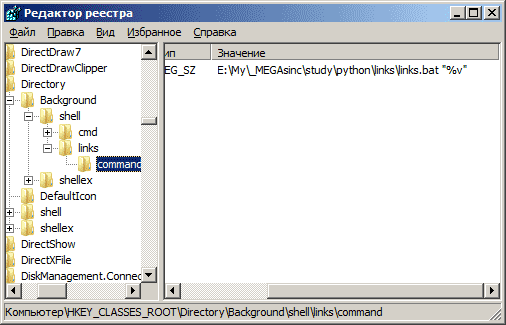 Редактор реестра
Файл Правка Вид Избранное Справка
DirectDraw7
DirectDrawClipper
Directory
Background
shell
cmd
links
command
shellex
DefaultIcon
shell
shellex
DirectShow
DirectXFile
DiskManagement.Connec
ип Значение
EG_SZ E:\My\_MEGAsinc\study\python\links\links.bat "%v"
Компьютер\HKEY_CLASSES_ROOT\Directory\Background\shell\links\command